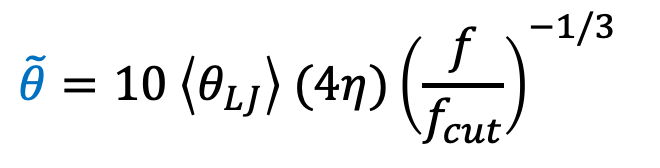 θ̃ = 10 ⟨θ_LJ⟩ (4η) (f / f_cut)^(-1/3)